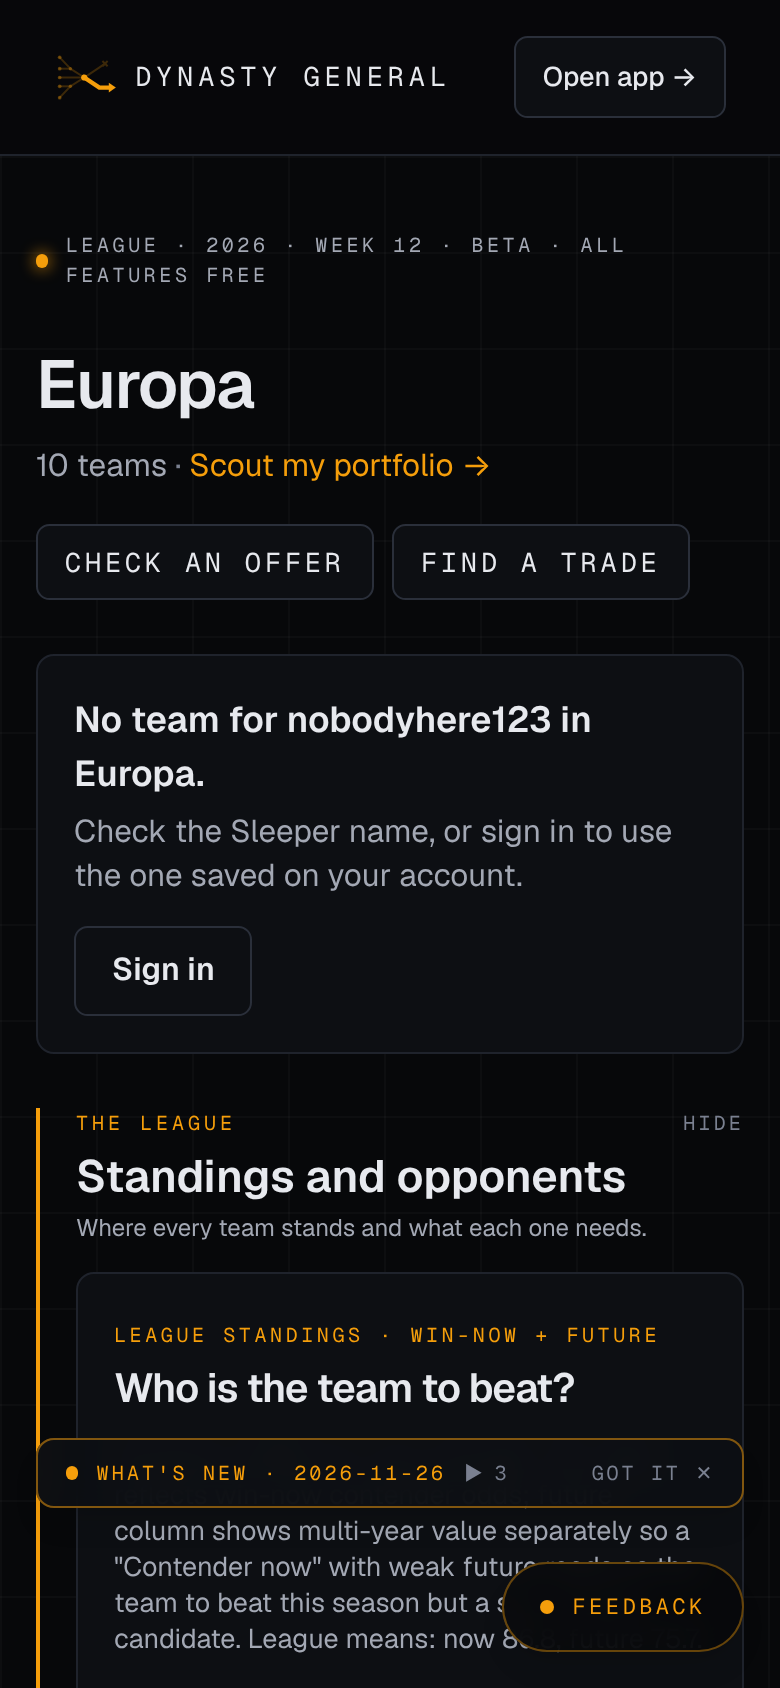 DYNASTY GENERAL
Open app →
LEAGUE · 2026 · WEEK 12 · BETA · ALL
FEATURES FREE
Europa
10 teams · Scout my portfolio →
CHECK AN OFFER
FIND A TRADE
No team for nobodyhere123 in
Europa.
Check the Sleeper name, or sign in to use
the one saved on your account.
Sign in
THE LEAGUE
HIDE
Standings and opponents
Where every team stands and what each one needs.
LEAGUE STANDINGS · WIN-NOW + FUTURE
Who is the team to beat?
WHAT'S NEW · 2026-11-26 ▶ 3
GOT IT ×
column shows multi-year value separately so a
"Contender now" with weak future
team to beat this season but a
FEEDBACK
candidate. League means: now